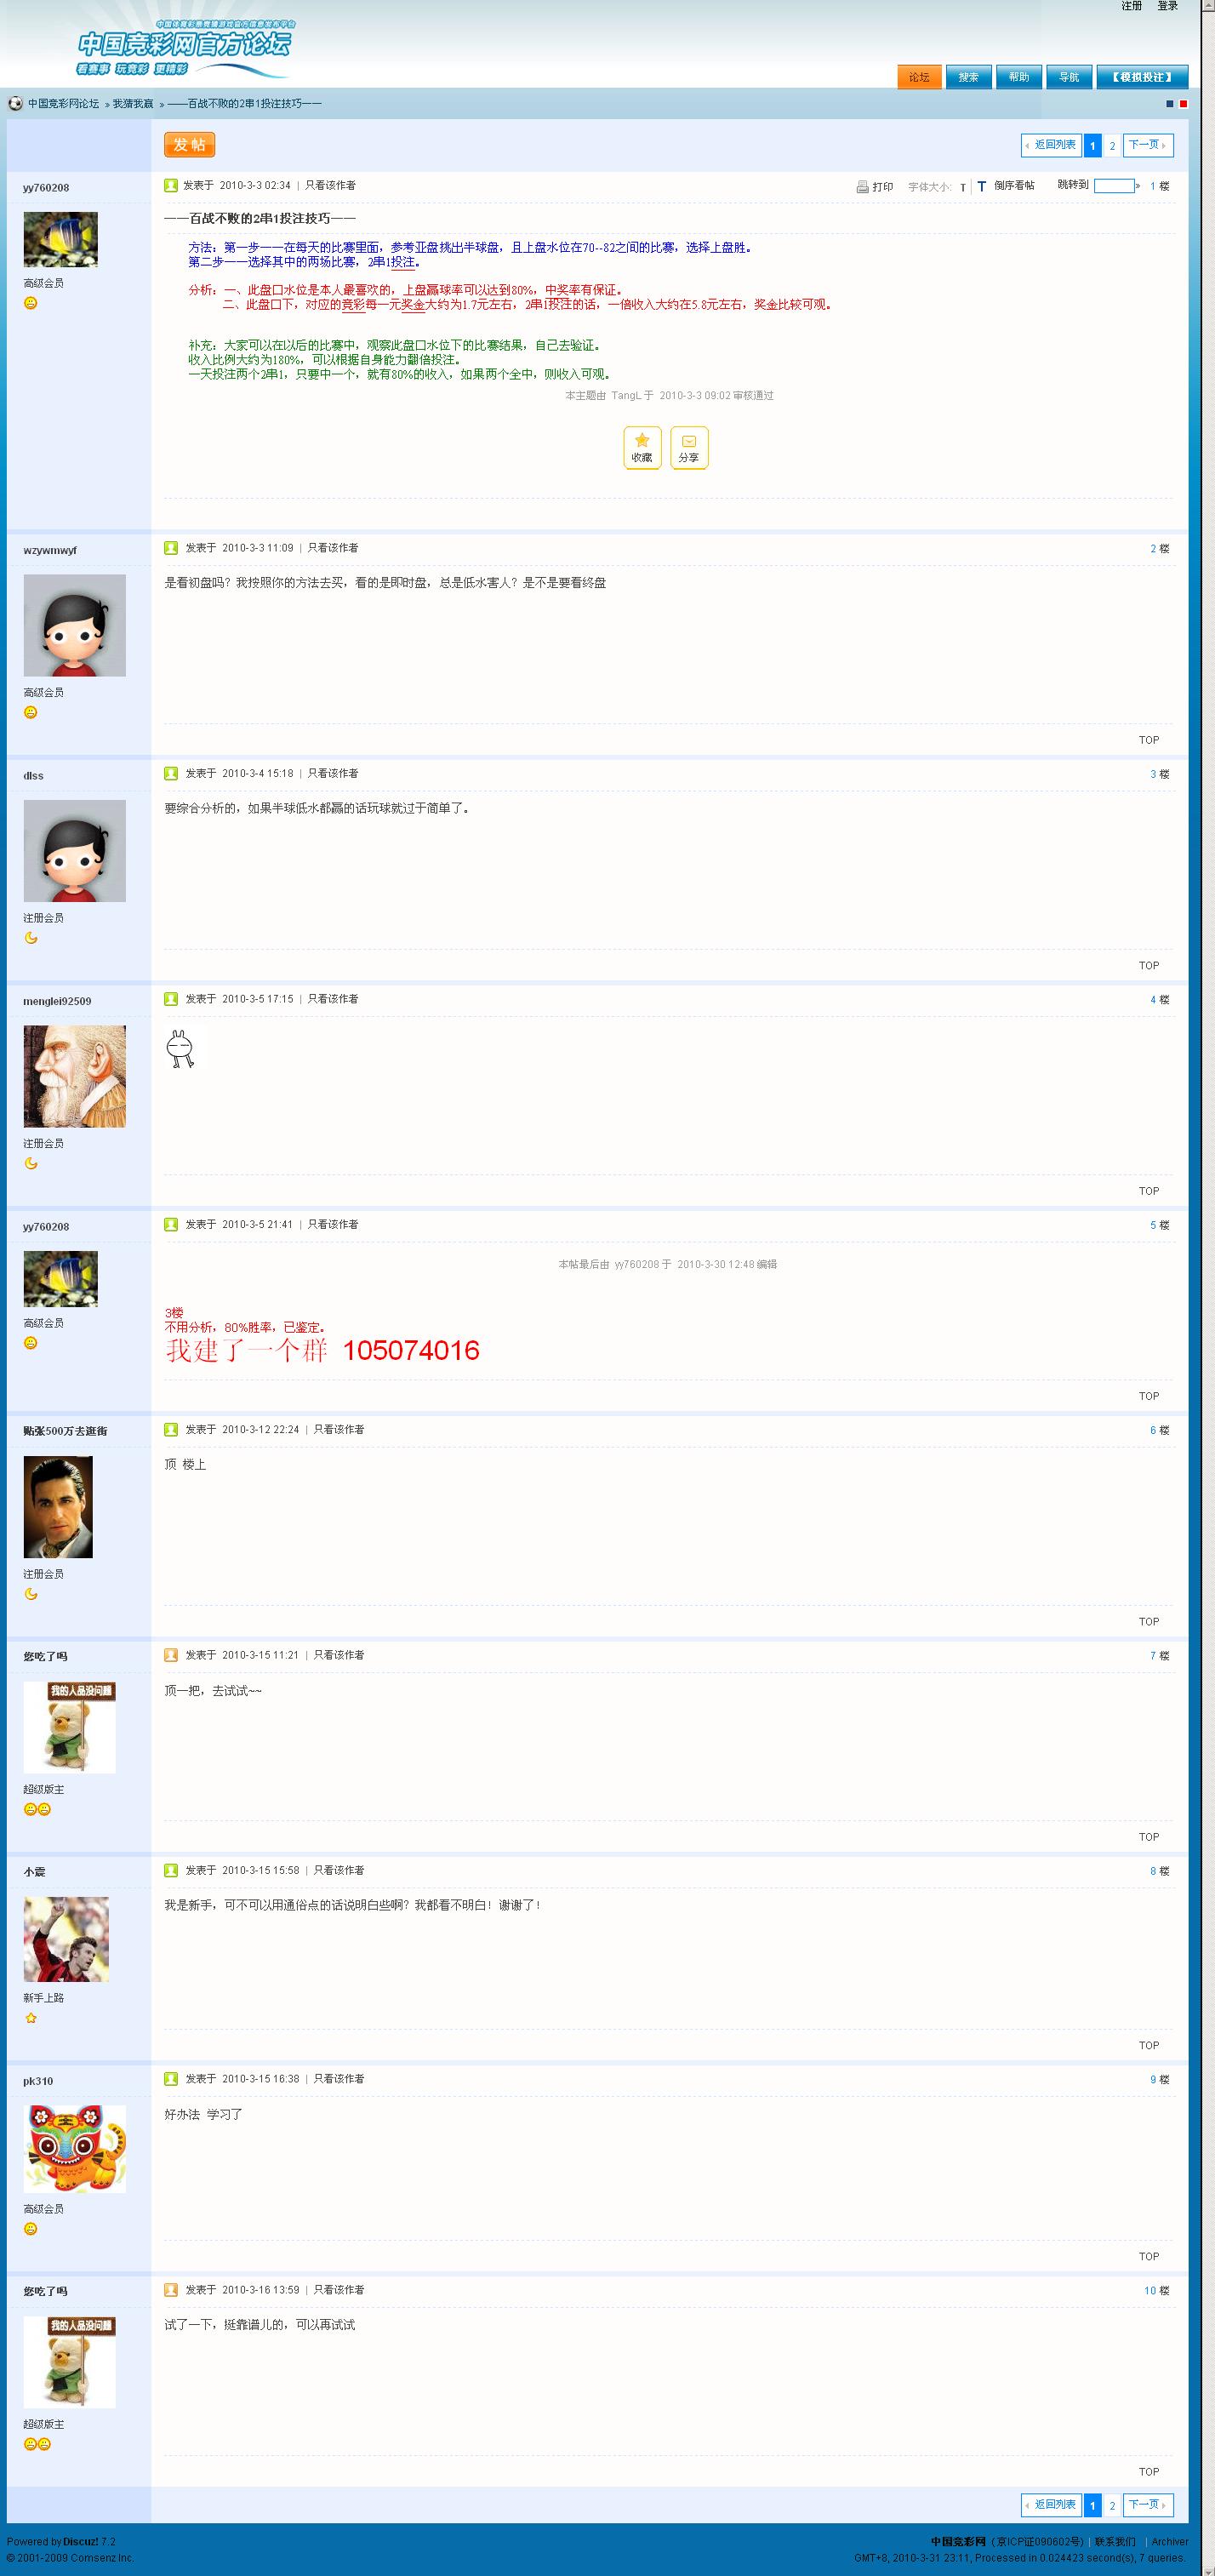 注册 登录
中国体育彩票竞猜游戏官方信息发布平台
中国竞彩网官方论坛
看赛事 玩竞彩 更精彩
论坛 搜索 帮助 导航 【模拟投注】
中国竞彩网论坛 » 我猜我赢 » ——百战不败的2串1投注技巧——
发帖
返回列表 1 2 下一页
yy760208
发表于 2010-3-3 02:34 | 只看该作者
打印 字体大小: T | T 倒序看帖 跳转到 » 1 楼
——百战不败的2串1投注技巧——
高级会员
方法：第一步——在每天的比赛里面，参考亚盘挑出半球盘，且上盘水位在70--82之间的比赛，选择上盘胜。
第二步——选择其中的两场比赛，2串1投注。
分析：一、此盘口水位是本人最喜欢的，上盘赢球率可以达到80%，中奖率有保证。
二、此盘口下，对应的竞彩每一元奖金大约为1.7元左右，2串1投注的话，一倍收入大约在5.8元左右，奖金比较可观。
补充：大家可以在以后的比赛中，观察此盘口水位下的比赛结果，自己去验证。
收入比例大约为180%，可以根据自身能力翻倍投注。
一天投注两个2串1，只要中一个，就有80%的收入，如果两个全中，则收入可观。
本主题由 TangL 于 2010-3-3 09:02 审核通过
收藏 分享
wzywmwyf
发表于 2010-3-3 11:09 | 只看该作者
2 楼
是看初盘吗？我按照你的方法去买，看的是即时盘，总是低水害人？是不是要看终盘
高级会员
TOP
dlss
发表于 2010-3-4 15:18 | 只看该作者
3 楼
要综合分析的，如果半球低水都赢的话玩球就过于简单了。
注册会员
TOP
menglei92509
发表于 2010-3-5 17:15 | 只看该作者
4 楼
注册会员
TOP
yy760208
发表于 2010-3-5 21:41 | 只看该作者
5 楼
本帖最后由 yy760208 于 2010-3-30 12:48 编辑
高级会员
3楼
不用分析，80%胜率，已鉴定。
我建了一个群 105074016
TOP
贴张500万去逛街
发表于 2010-3-12 22:24 | 只看该作者
6 楼
顶 楼上
注册会员
TOP
您吃了吗
发表于 2010-3-15 11:21 | 只看该作者
7 楼
我的人品没问题
顶一把，去试试~~
超级版主
TOP
小震
发表于 2010-3-15 15:58 | 只看该作者
8 楼
我是新手，可不可以用通俗点的话说明白些啊？我都看不明白！谢谢了！
新手上路
TOP
pk310
发表于 2010-3-15 16:38 | 只看该作者
9 楼
好办法 学习了
高级会员
TOP
您吃了吗
发表于 2010-3-16 13:59 | 只看该作者
10 楼
我的人品没问题
试了一下，挺靠谱儿的，可以再试试
超级版主
TOP
返回列表 1 2 下一页
Powered by Discuz! 7.2
© 2001-2009 Comsenz Inc.
中国竞彩网 ( 京ICP证090602号) | 联系我们 | Archiver
GMT+8, 2010-3-31 23:11, Processed in 0.024423 second(s), 7 queries.